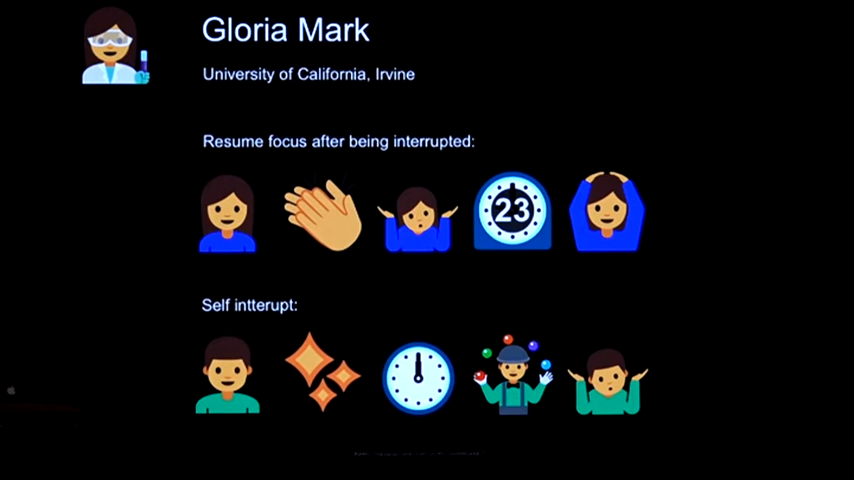 Gloria Mark
University of California, Irvine
Resume focus after being interrupted:
23
Self intterupt: